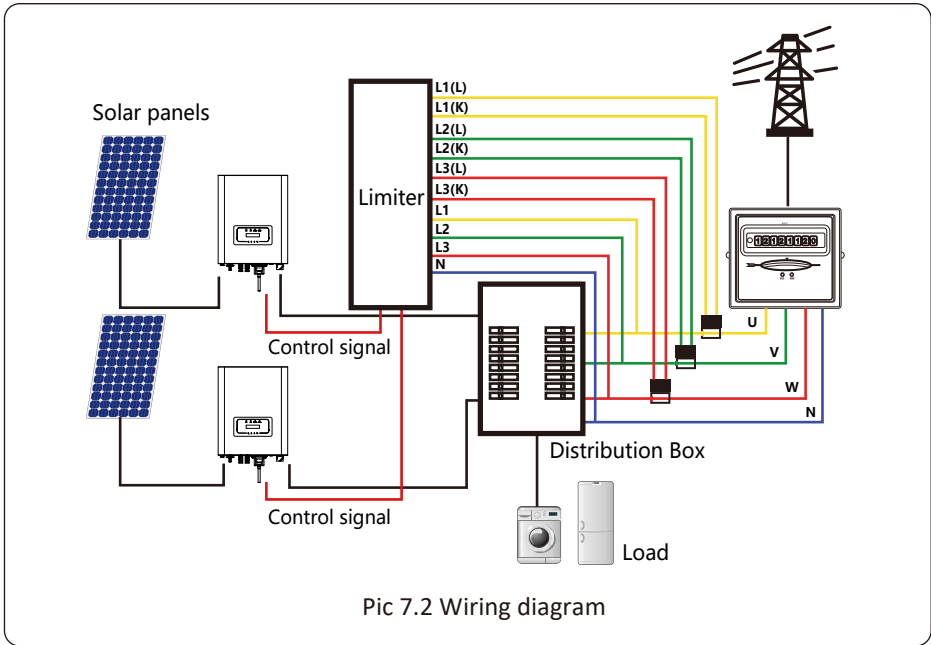 Solar panels
L1(L)
L1(K)
L2(L)
L2(K)
L3(L)
L3(K)
L1
L2
L3
N
Limiter
12121120
U
V
W
N
Control signal
Distribution Box
Control signal
Load
Pic 7.2 Wiring diagram